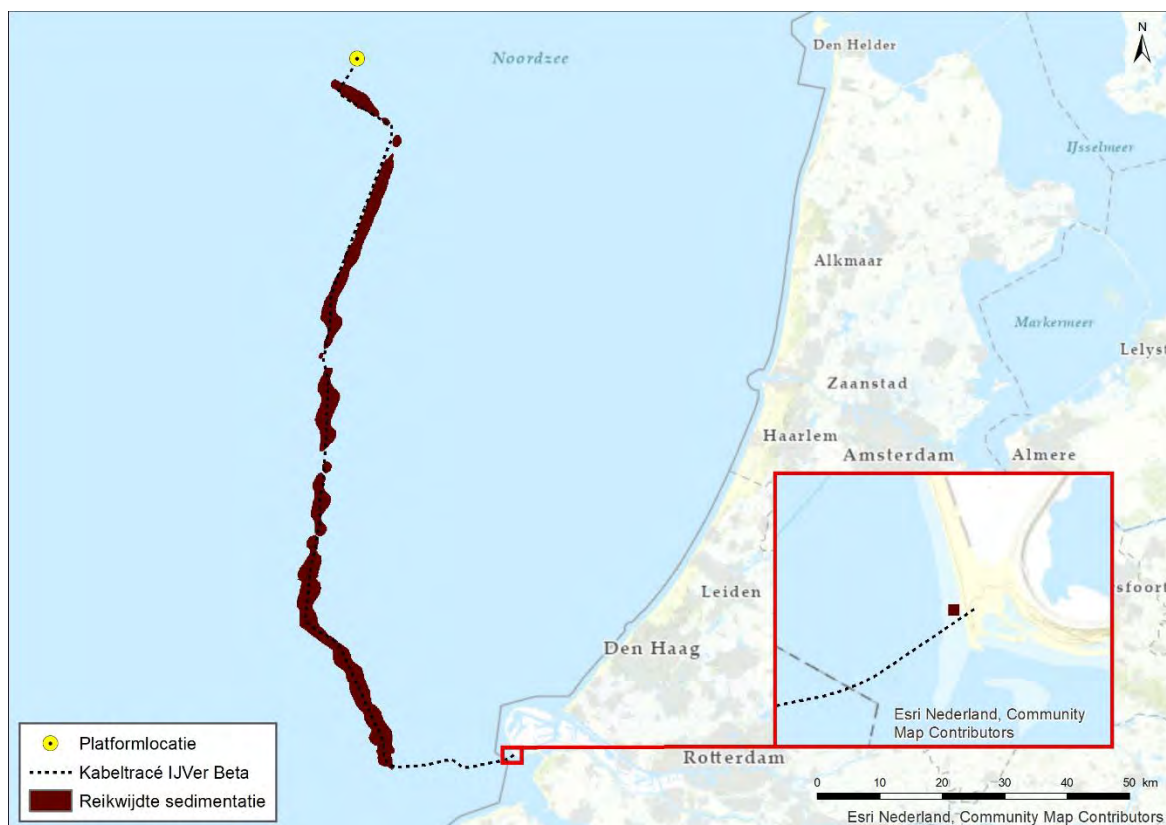 N
Den Helder
Noordzee
IJsselmeer
Alkmaar
Markermeer
Lelyst
Zaanstad
Haarlem
Amsterdam
Almere
Leiden
sfoort
Den Haag
Esri Nederland, Community
Map Contributors
Rotterdam
Platformlocatie
Kabeltracé IJVer Beta
Reikwijdte sedimentatie
0 10 20 30 40 50 km
Esri Nederland, Community Map Contributors